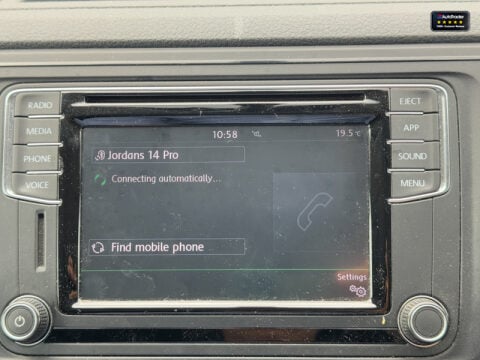 AutoTrader
RADIO
MEDIA
PHONE
VOICE
EJECT
APP
SOUND
MENU
10:58
19.5°C
Jordans 14 Pro
Connecting automatically...
Find mobile phone
Settings